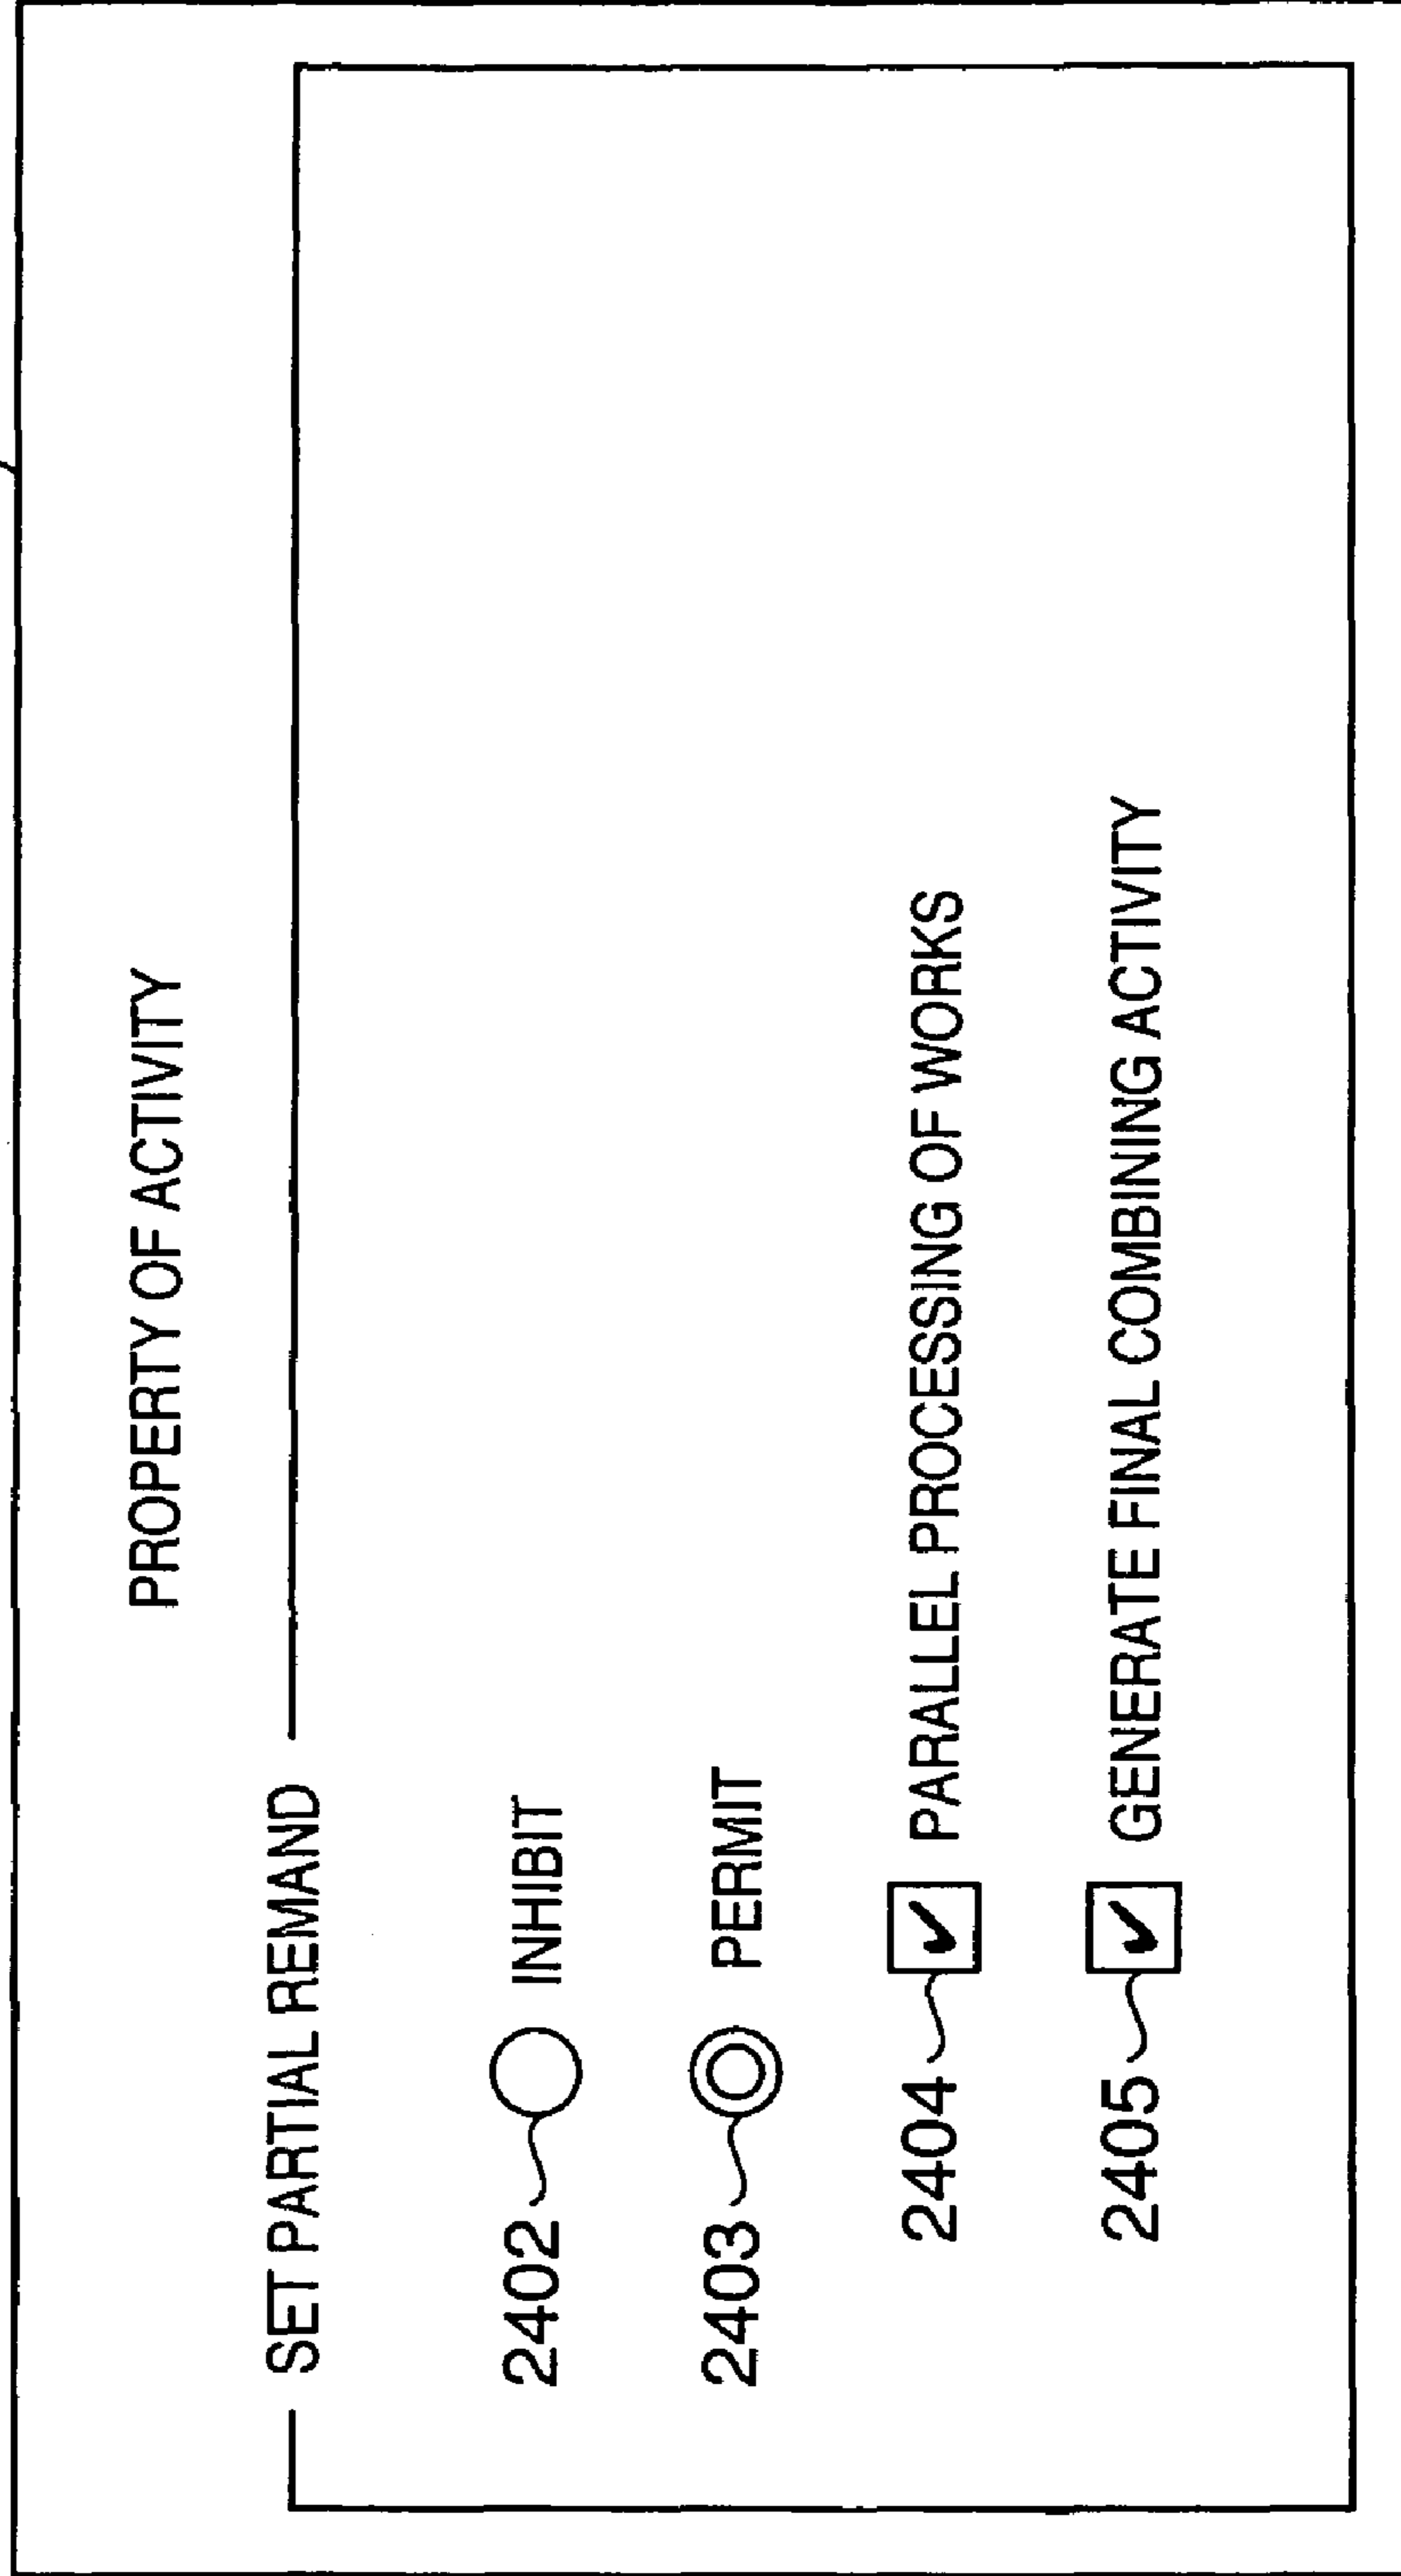 PROPERTY OF ACTIVITY
SET PARTIAL REMAND
2402 INHIBIT
2403 PERMIT
2404 PARALLEL PROCESSING OF WORKS
2405 GENERATE FINAL COMBINING ACTIVITY